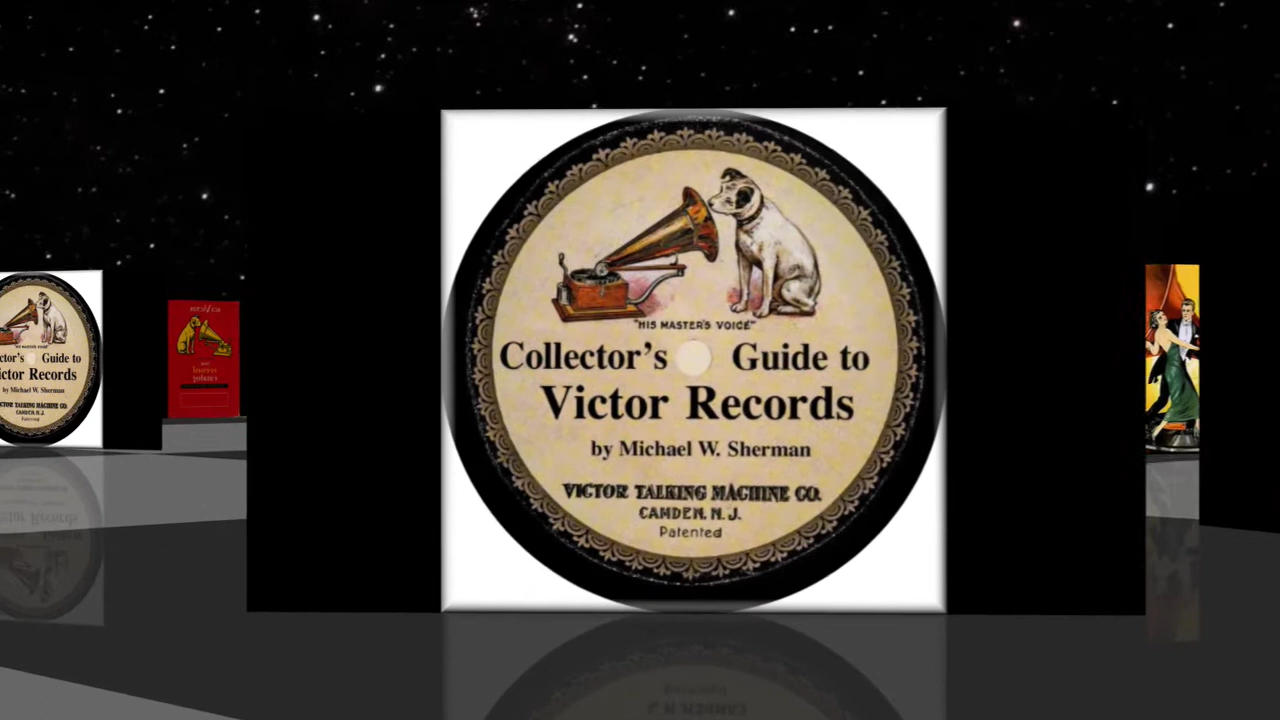 "HIS MASTER'S VOICE"
Collector's Guide to
Victor Records
by Michael W. Sherman
VICTOR TALKING MACHINE CO.
CAMDEN, N. J.
Patented
ctor's Guide to
ictor Records
by Michael W. Sherman
TOR TALKING MACHINE CO.
CAMDEN, N. J.
Patented